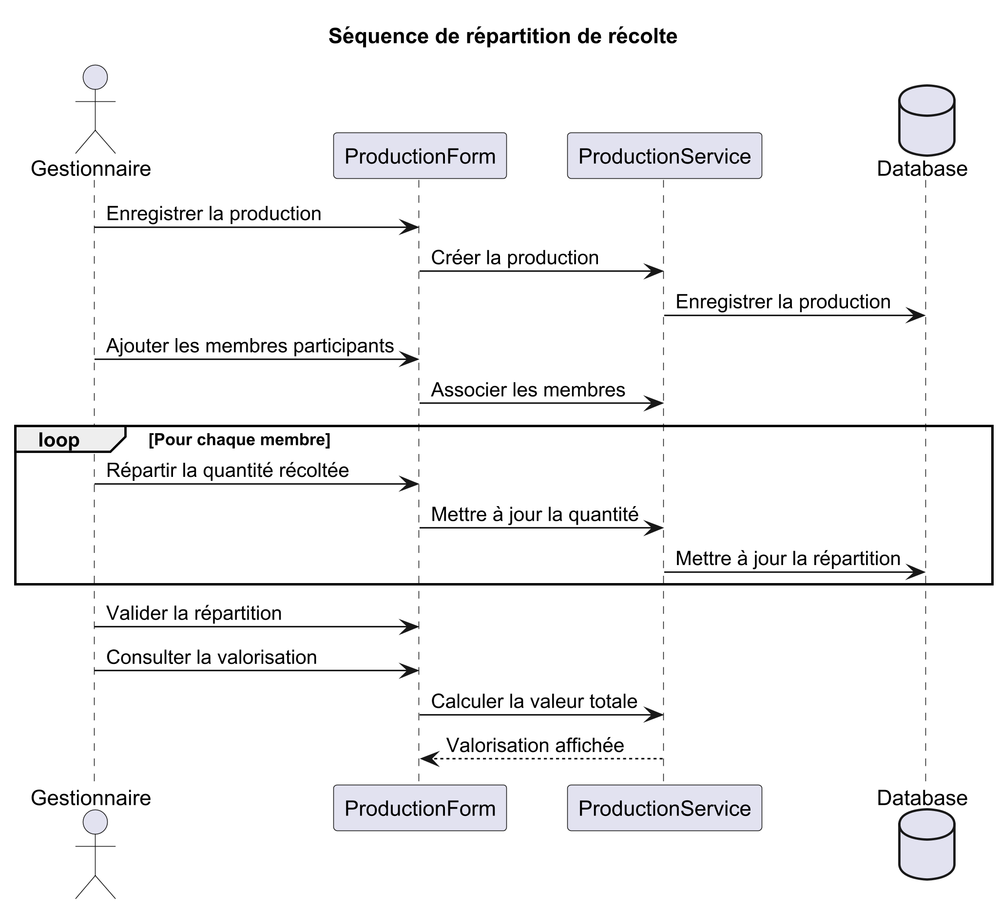 Séquence de répartition de récolte
Gestionnaire
ProductionForm
ProductionService
Database
Enregistrer la production
Créer la production
Enregistrer la production
Ajouter les membres participants
Associer les membres
loop
[Pour chaque membre]
Répartir la quantité récoltée
Mettre à jour la quantité
Mettre à jour la répartition
Valider la répartition
Consulter la valorisation
Calculer la valeur totale
Valorisation affichée
Gestionnaire
ProductionForm
ProductionService
Database